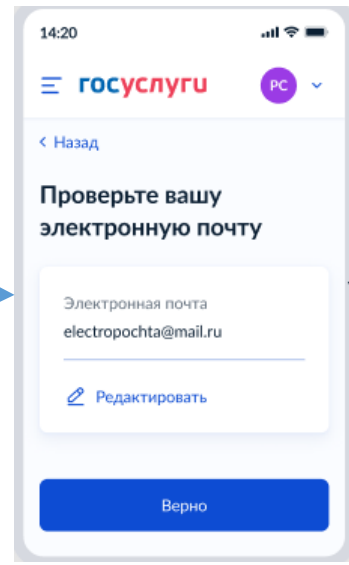 14:20
госуслуги
РС
Назад
Проверьте вашу
электронную почту
Электронная почта
electropochta@mail.ru
Редактировать
Верно